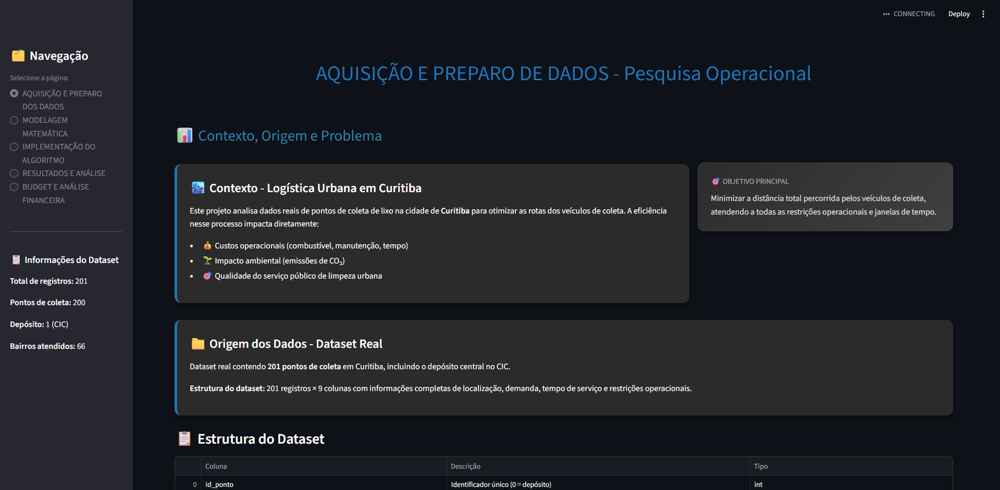 CONNECTING
Deploy
Navegação
Selecione a página:
AQUISIÇÃO E PREPARO
DOS DADOS
MODELAGEM
MATEMÁTICA
IMPLEMENTAÇÃO DO
ALGORITMO
RESULTADOS E ANÁLISE
BUDGET E ANÁLISE
FINANCEIRA
Informações do Dataset
Total de registros: 201
Pontos de coleta: 200
Depósito: 1 (CIC)
Bairros atendidos: 66
AQUISIÇÃO E PREPARO DE DADOS - Pesquisa Operacional
Contexto, Origem e Problema
Contexto - Logística Urbana em Curitiba
Este projeto analisa dados reais de pontos de coleta de lixo na cidade de Curitiba para otimizar as rotas dos veículos de coleta. A eficiência
nesse processo impacta diretamente:
• Custos operacionais (combustível, manutenção, tempo)
• Impacto ambiental (emissões de CO₂)
• Qualidade do serviço público de limpeza urbana
OBJETIVO PRINCIPAL
Minimizar a distância total percorrida pelos veículos de coleta,
atendendo a todas as restrições operacionais e janelas de tempo.
Origem dos Dados - Dataset Real
Dataset real contendo 201 pontos de coleta em Curitiba, incluindo o depósito central no CIC.
Estrutura do dataset: 201 registros × 9 colunas com informações completas de localização, demanda, tempo de serviço e restrições operacionais.
Estrutura do Dataset
Coluna Descrição Tipo
0 id_ponto Identificador único (0 = depósito) int